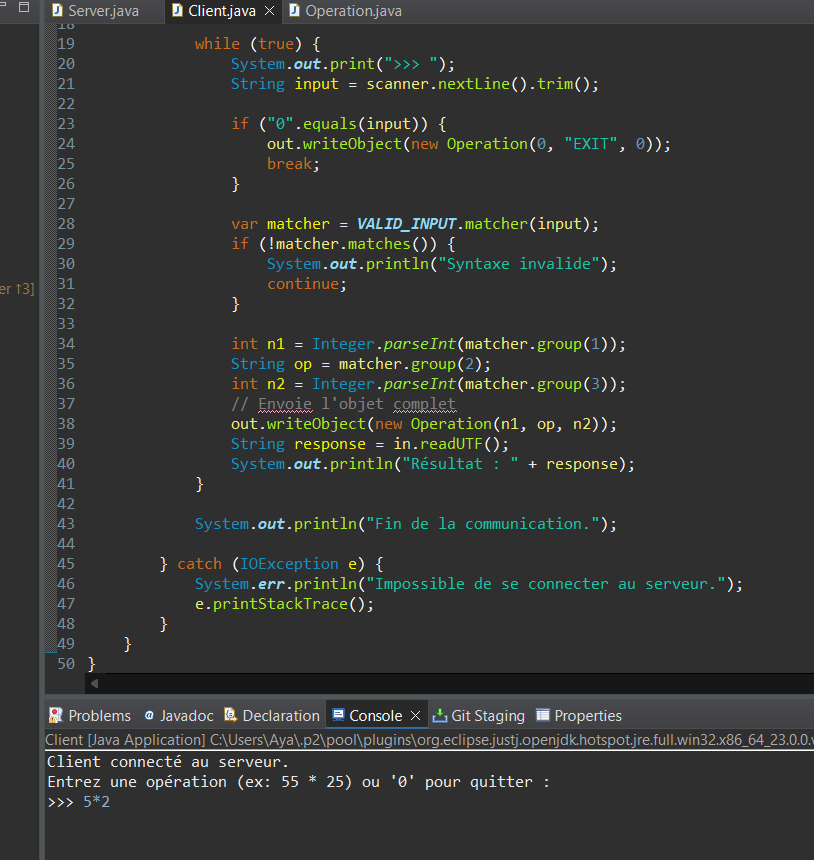 Server.java Client.java Operation.java
18
19 while (true) {
20 System.out.print(">>> ");
21 String input = scanner.nextLine().trim();
22
23 if ("0".equals(input)) {
24 out.writeObject(new Operation(0, "EXIT", 0));
25 break;
26 }
27
28 var matcher = VALID_INPUT.matcher(input);
29 if (!matcher.matches()) {
30 System.out.println("Syntaxe invalide");
er ↑3]
31 continue;
32 }
33
34 int n1 = Integer.parseInt(matcher.group(1));
35 String op = matcher.group(2);
36 int n2 = Integer.parseInt(matcher.group(3));
37 // Envoie l'objet complet
38 out.writeObject(new Operation(n1, op, n2));
39 String response = in.readUTF();
40 System.out.println("Résultat : " + response);
41 }
42
43 System.out.println("Fin de la communication.");
44
45 } catch (IOException e) {
46 System.err.println("Impossible de se connecter au serveur.");
47 e.printStackTrace();
48 }
49 }
50 }
Problems Javadoc Declaration Console Git Staging Properties
Client [Java Application] C:\Users\Aya\.p2\pool\plugins\org.eclipse.justj.openjdk.hotspot.jre.full.win32.x86_64_23.0.0.v
Client connecté au serveur.
Entrez une opération (ex: 55 * 25) ou '0' pour quitter :
>>> 5*2